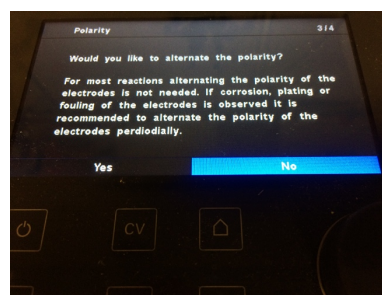 Polarity 3/4
Would you like to alternate the polarity?
For most reactions alternating the polarity of the
electrodes is not needed. If corrosion, plating or
fouling of the electrodes is observed it is
recommended to alternate the polarity of the
electrodes perdiodially.
Yes No
CV